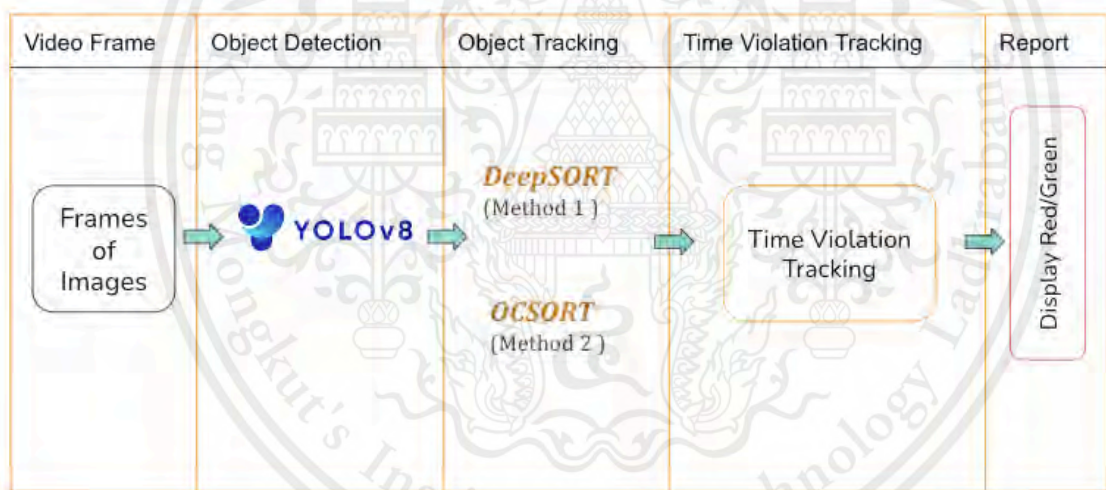 Video Frame
Object Detection
Object Tracking
Time Violation Tracking
Report
Frames
of
Images
YOLOv8
DeepSORT
(Method 1 )
OCSORT
(Method 2 )
Time Violation
Tracking
Display Red/Green